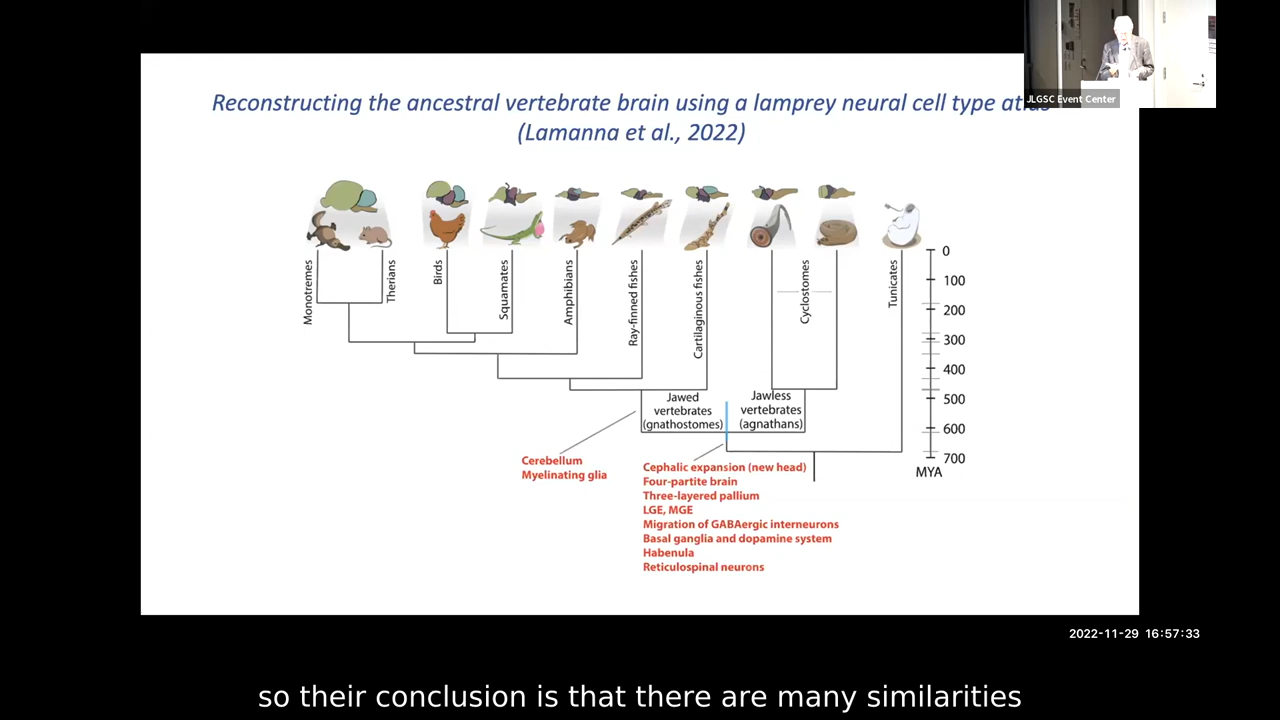 Reconstructing the ancestral vertebrate brain using a lamprey neural cell type atlas
(Lamanna et al., 2022)
JLGSC Event Center
Monotremes
Therians
Birds
Squamates
Amphibians
Ray-finned fishes
Cartilaginous fishes
Cyclostomes
Tunicates
0
100
200
300
400
500
600
700
MYA
Jawed
vertebrates
(gnathostomes)
Jawless
vertebrates
(agnathans)
Cerebellum
Myelinating glia
Cephalic expansion (new head)
Four-partite brain
Three-layered pallium
LGE, MGE
Migration of GABAergic interneurons
Basal ganglia and dopamine system
Habenula
Reticulospinal neurons
2022-11-29 16:57:33
so their conclusion is that there are many similarities